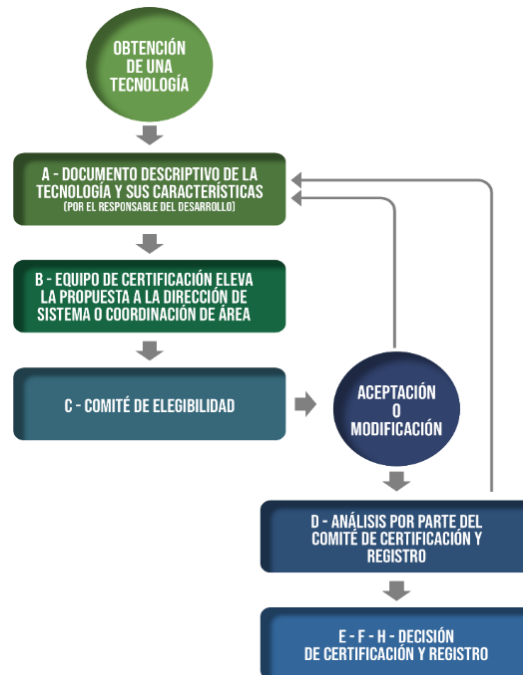 OBTENCIÓN
DE UNA
TECNOLOGÍA
A - DOCUMENTO DESCRIPTIVO DE LA
TECNOLOGÍA Y SUS CARACTERÍSTICAS
(POR EL RESPONSABLE DEL DESARROLLO)
B - EQUIPO DE CERTIFICACIÓN ELEVA
LA PROPUESTA A LA DIRECCIÓN DE
SISTEMA O COORDINACIÓN DE ÁREA
C - COMITÉ DE ELEGIBILIDAD
ACEPTACIÓN
O
MODIFICACIÓN
D - ANÁLISIS POR PARTE DEL
COMITÉ DE CERTIFICACIÓN Y
REGISTRO
E - F - H - DECISIÓN
DE CERTIFICACIÓN Y REGISTRO